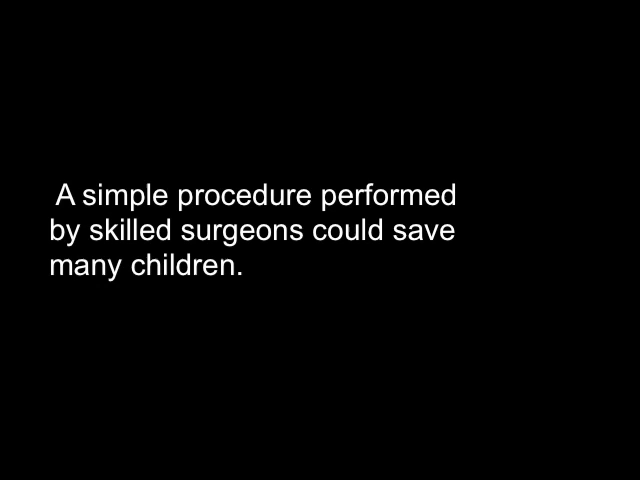 A simple procedure performed
by skilled surgeons could save
many children.